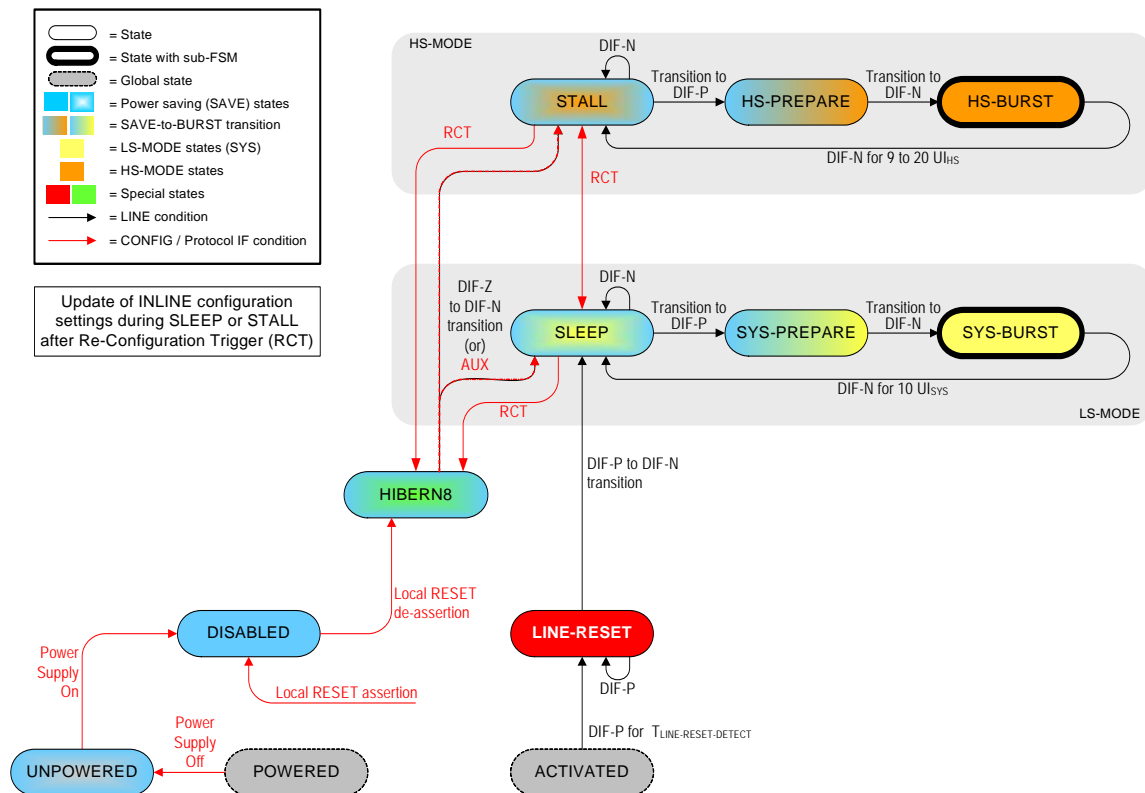 = State
= State with sub-FSM
= Global state
= Power saving (SAVE) states
= SAVE-to-BURST transition
= LS-MODE states (SYS)
= HS-MODE states
= Special states
= LINE condition
= CONFIG / Protocol IF condition
Update of INLINE configuration
settings during SLEEP or STALL
after Re-Configuration Trigger (RCT)
HS-MODE
DIF-N
STALL
Transition to
DIF-P
HS-PREPARE
Transition to
DIF-N
HS-BURST
DIF-N for 9 to 20 UIHS
RCT
RCT
DIF-Z
to DIF-N
transition
(or)
AUX
DIF-N
SLEEP
Transition to
DIF-P
SYS-PREPARE
Transition to
DIF-N
SYS-BURST
DIF-N for 10 UISYS
RCT
LS-MODE
DIF-P to DIF-N
transition
HIBERN8
Local RESET
de-assertion
DISABLED
LINE-RESET
DIF-P
Power
Supply
On
Local RESET assertion
DIF-P for TLINE-RESET-DETECT
Power
Supply
Off
UNPOWERED
POWERED
ACTIVATED